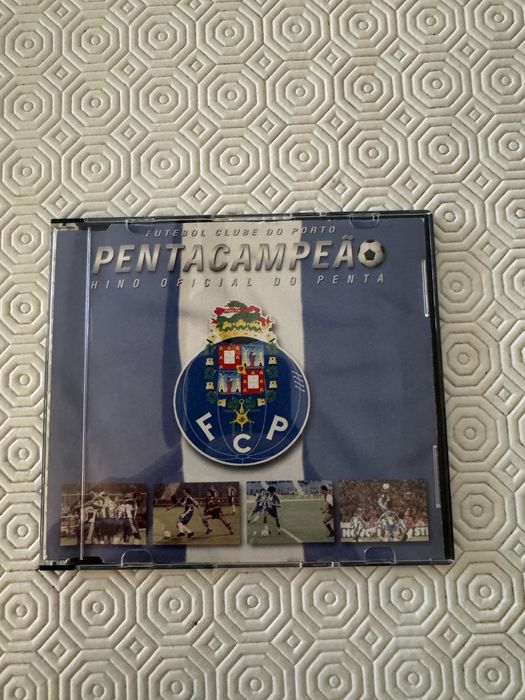 FUTEBOL CLUBE DO PORTO
PENTACAMPEÃO
HINO OFICIAL DO PENTA
FCP